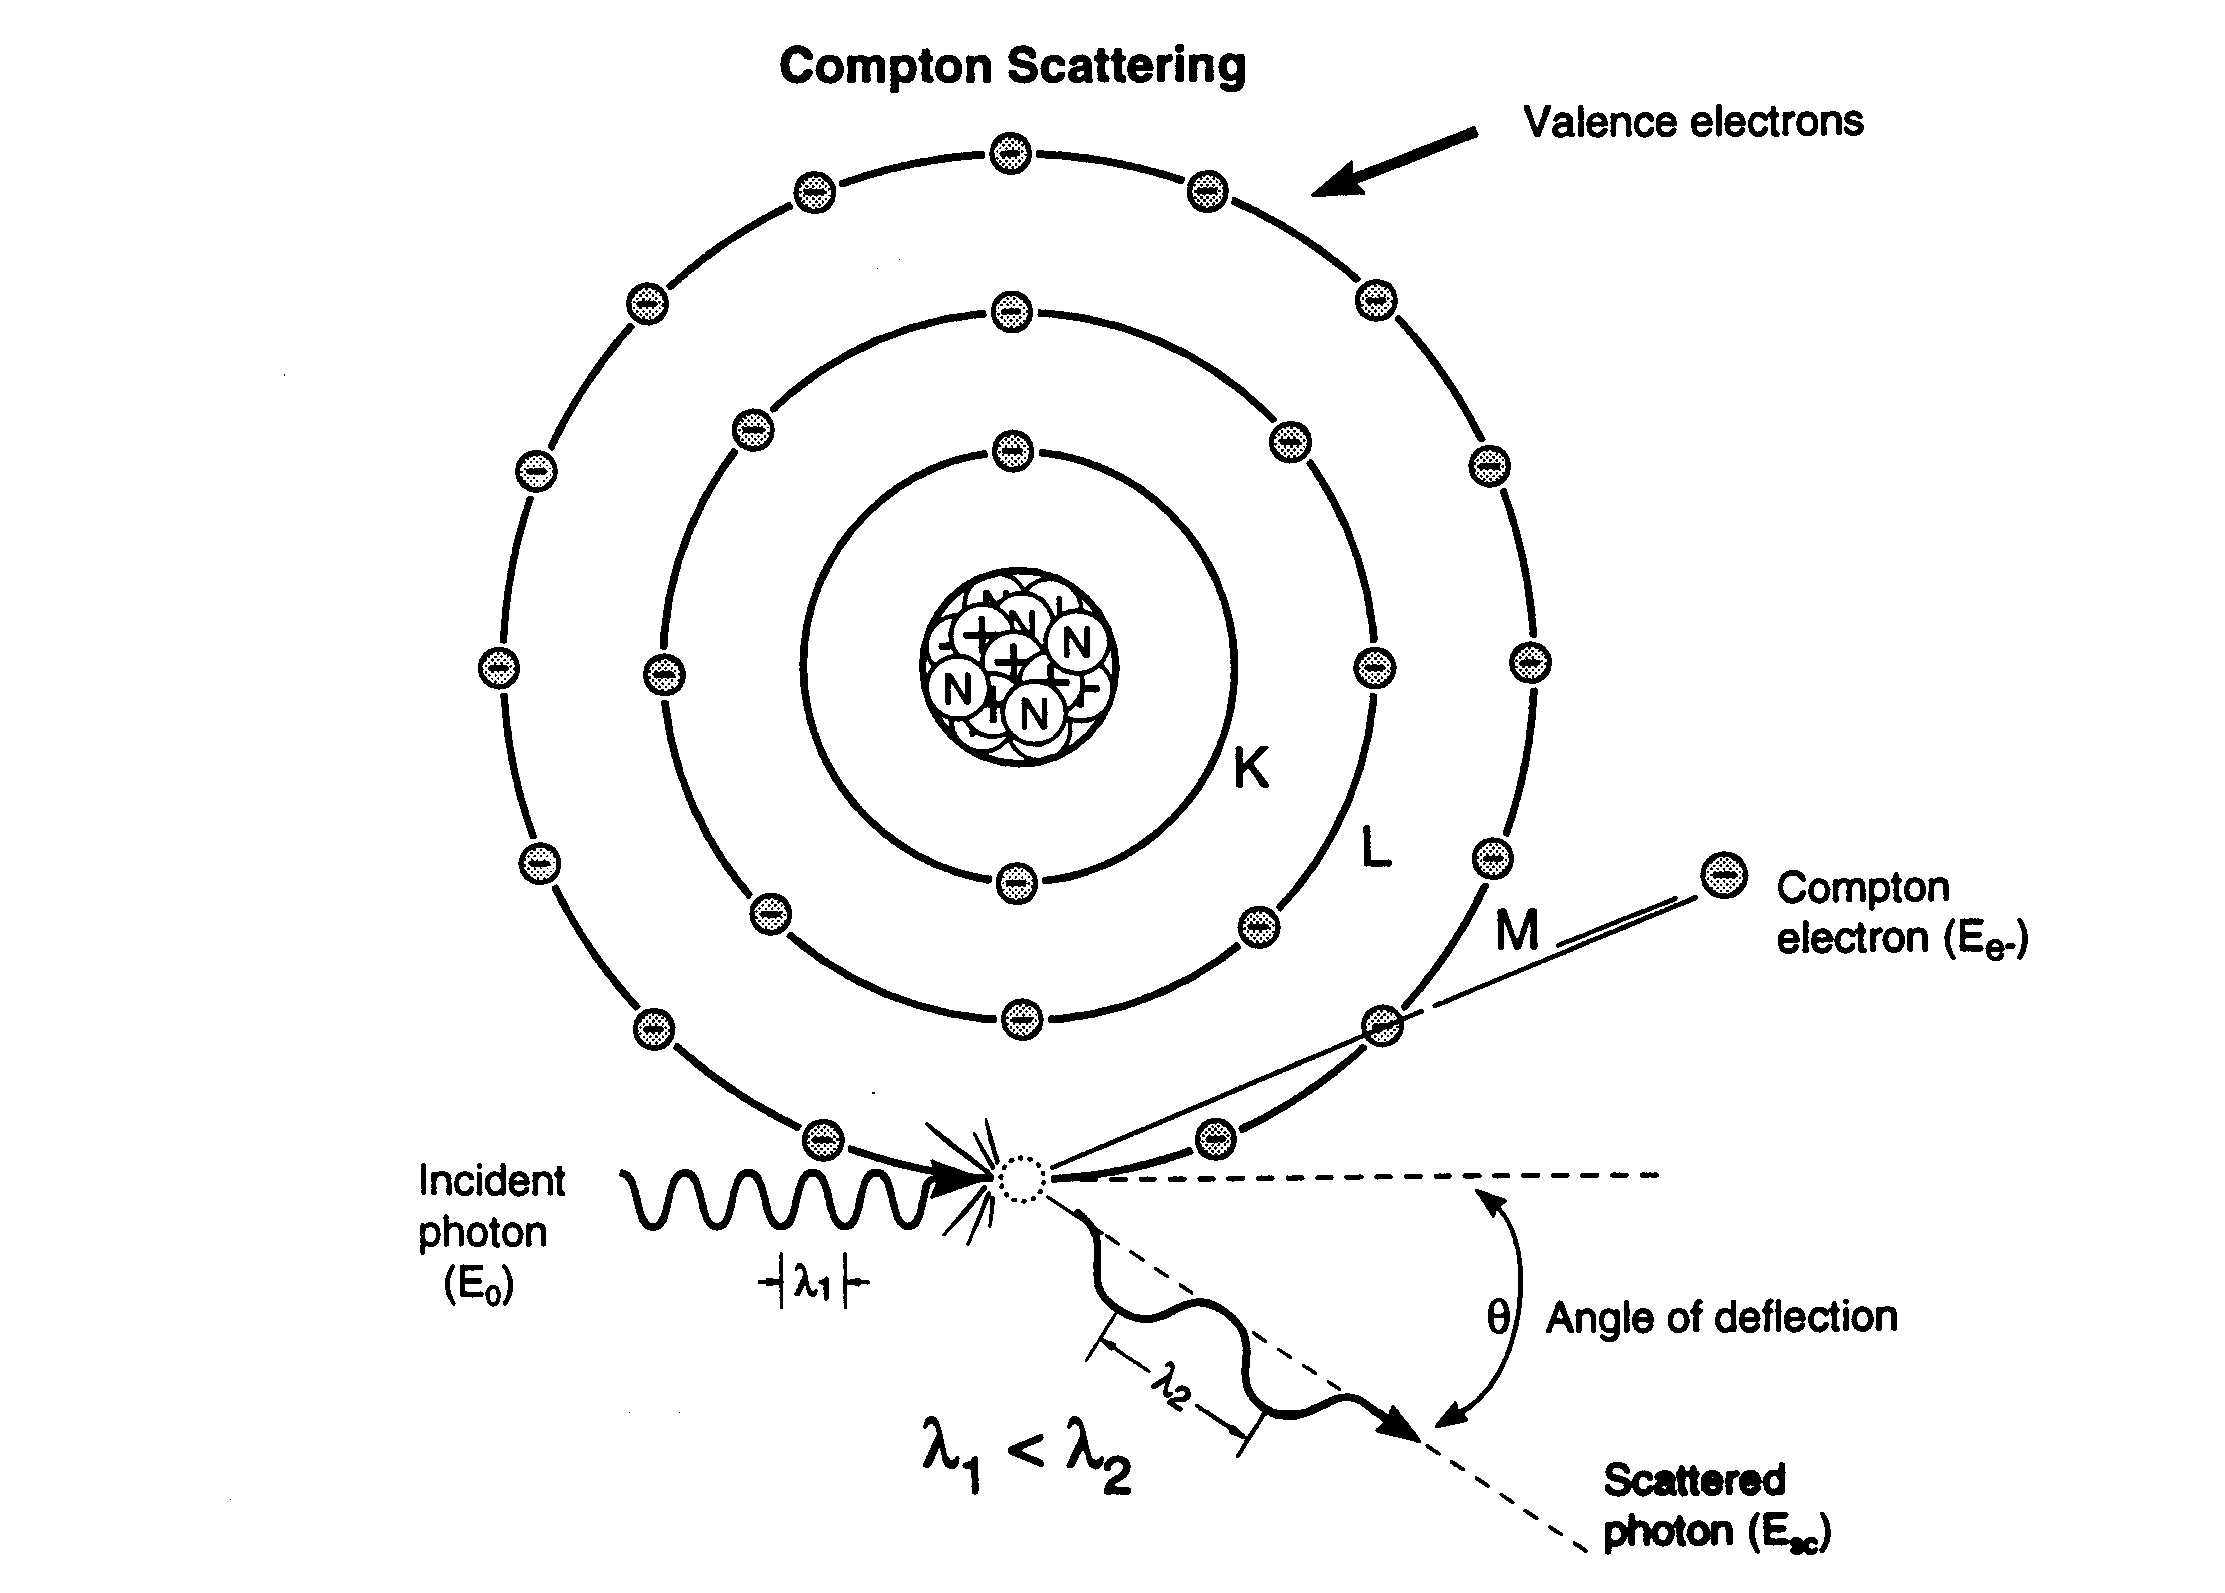 Compton Scattering
Valence electrons
N
N
N
N
N
K
L
M
Compton
electron (Ee-)
Incident
photon
(E0)
λ1
θ
Angle of deflection
λ2
λ1 < λ2
Scattered
photon (Esc)